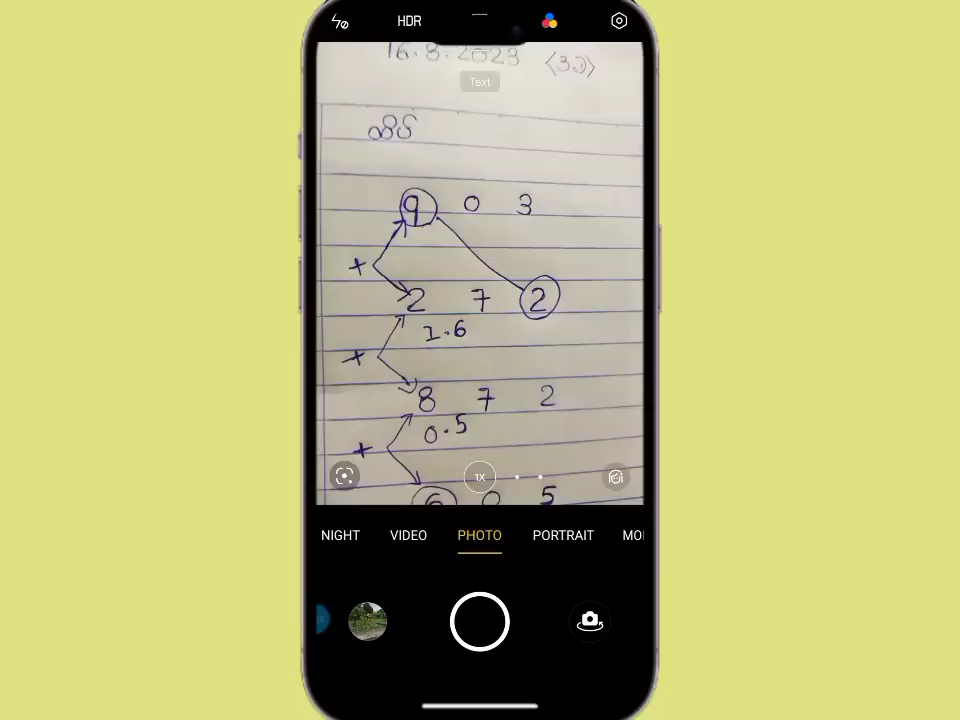 HDR
16.8.2023 (3D)
Text
9 0 3
+
2 7 2
1.6
+
8 7 2
0.5
+
6 0 5
1X
NIGHT VIDEO PHOTO PORTRAIT